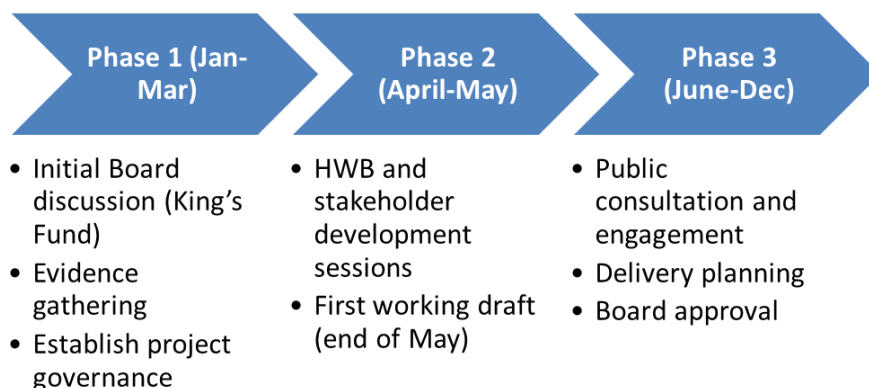 Phase 1 (Jan-
Mar)
• Initial Board
discussion (King's
Fund)
• Evidence
gathering
• Establish project
governance
Phase 2
(April-May)
• HWB and
stakeholder
development
sessions
• First working draft
(end of May)
Phase 3
(June-Dec)
• Public
consultation and
engagement
• Delivery planning
• Board approval